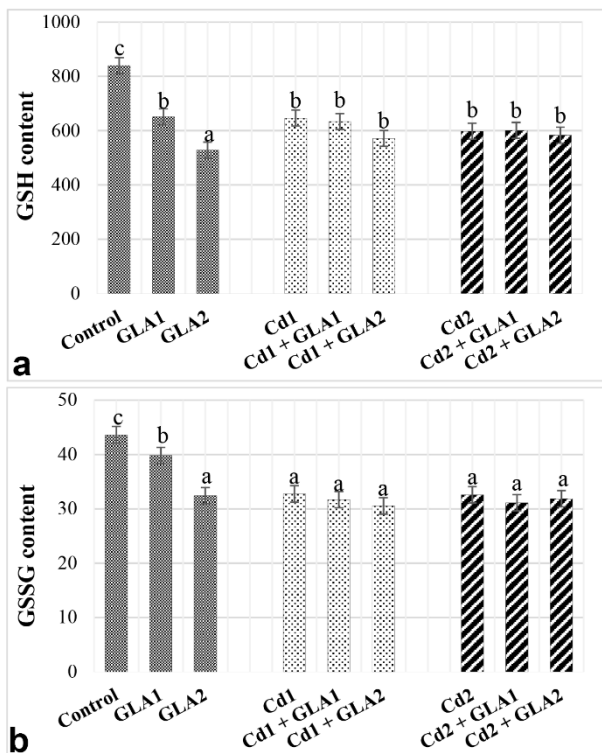 1000
800
600
400
200
0
GSH content
c
b
a
b
b
b
b
b
b
Control
GLA1
GLA2
Cd1
Cd1 + GLA1
Cd1 + GLA2
Cd2
Cd2 + GLA1
Cd2 + GLA2
a
50
40
30
20
10
0
GSSG content
c
b
a
a
a
a
a
a
a
Control
GLA1
GLA2
Cd1
Cd1 + GLA1
Cd1 + GLA2
Cd2
Cd2 + GLA1
Cd2 + GLA2
b